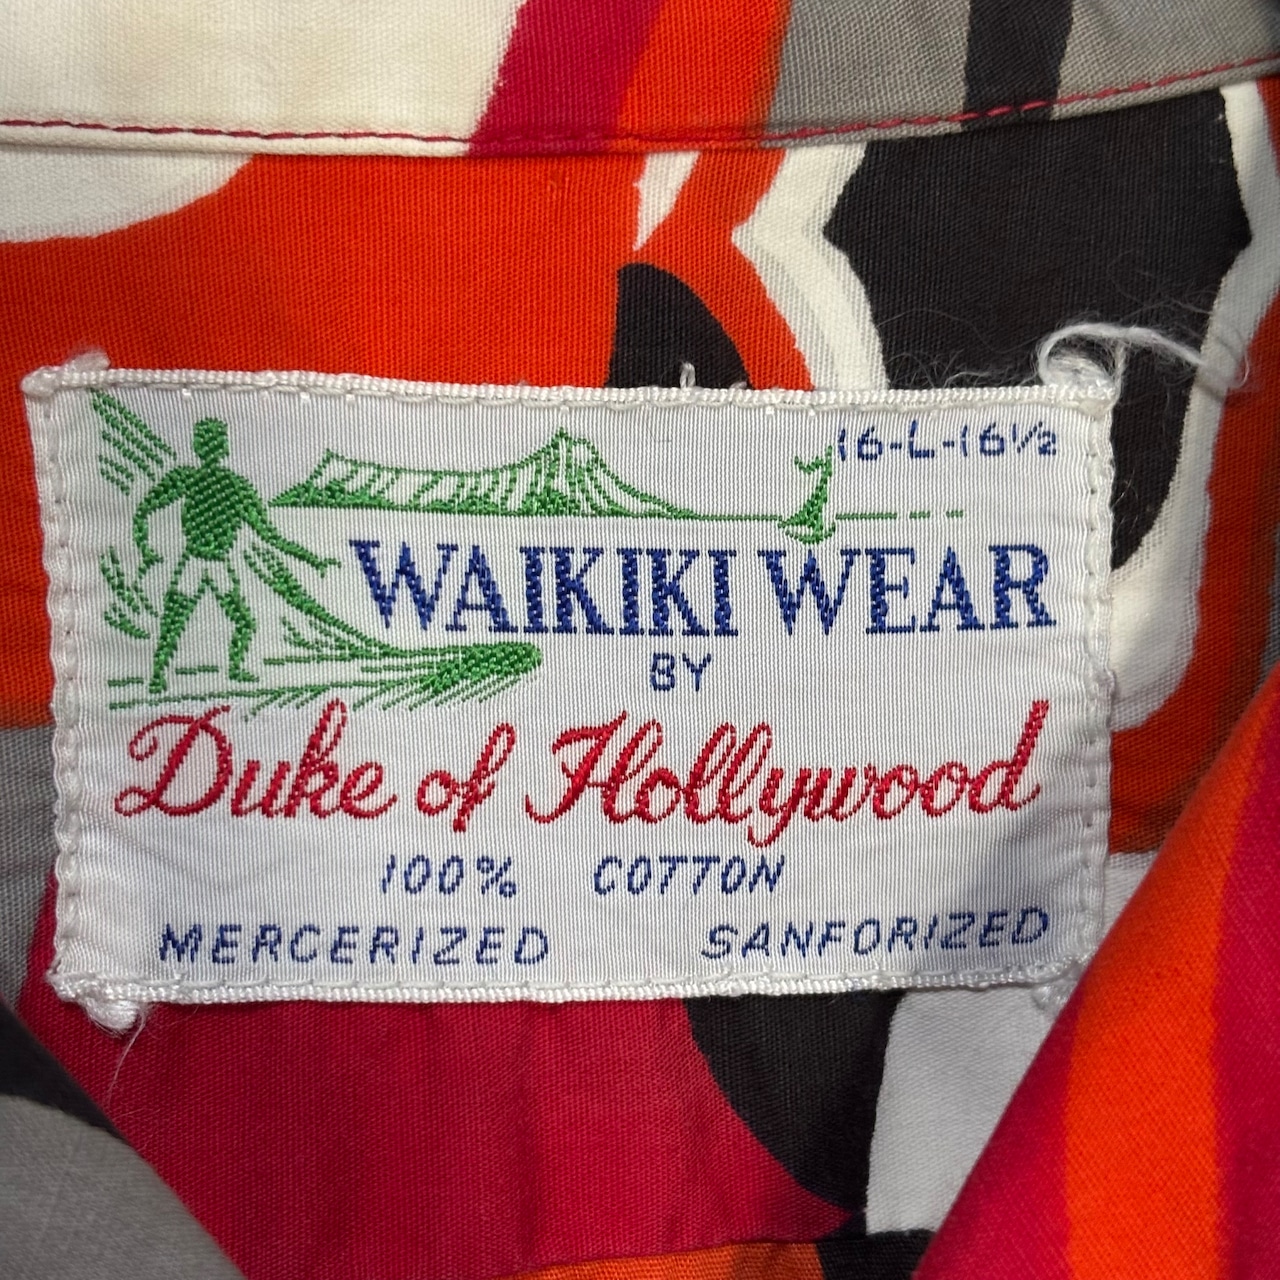 16-L-16½
WAIKIKI WEAR
BY
Duke of Hollywood
100% COTTON
MERCERIZED SANFORIZED